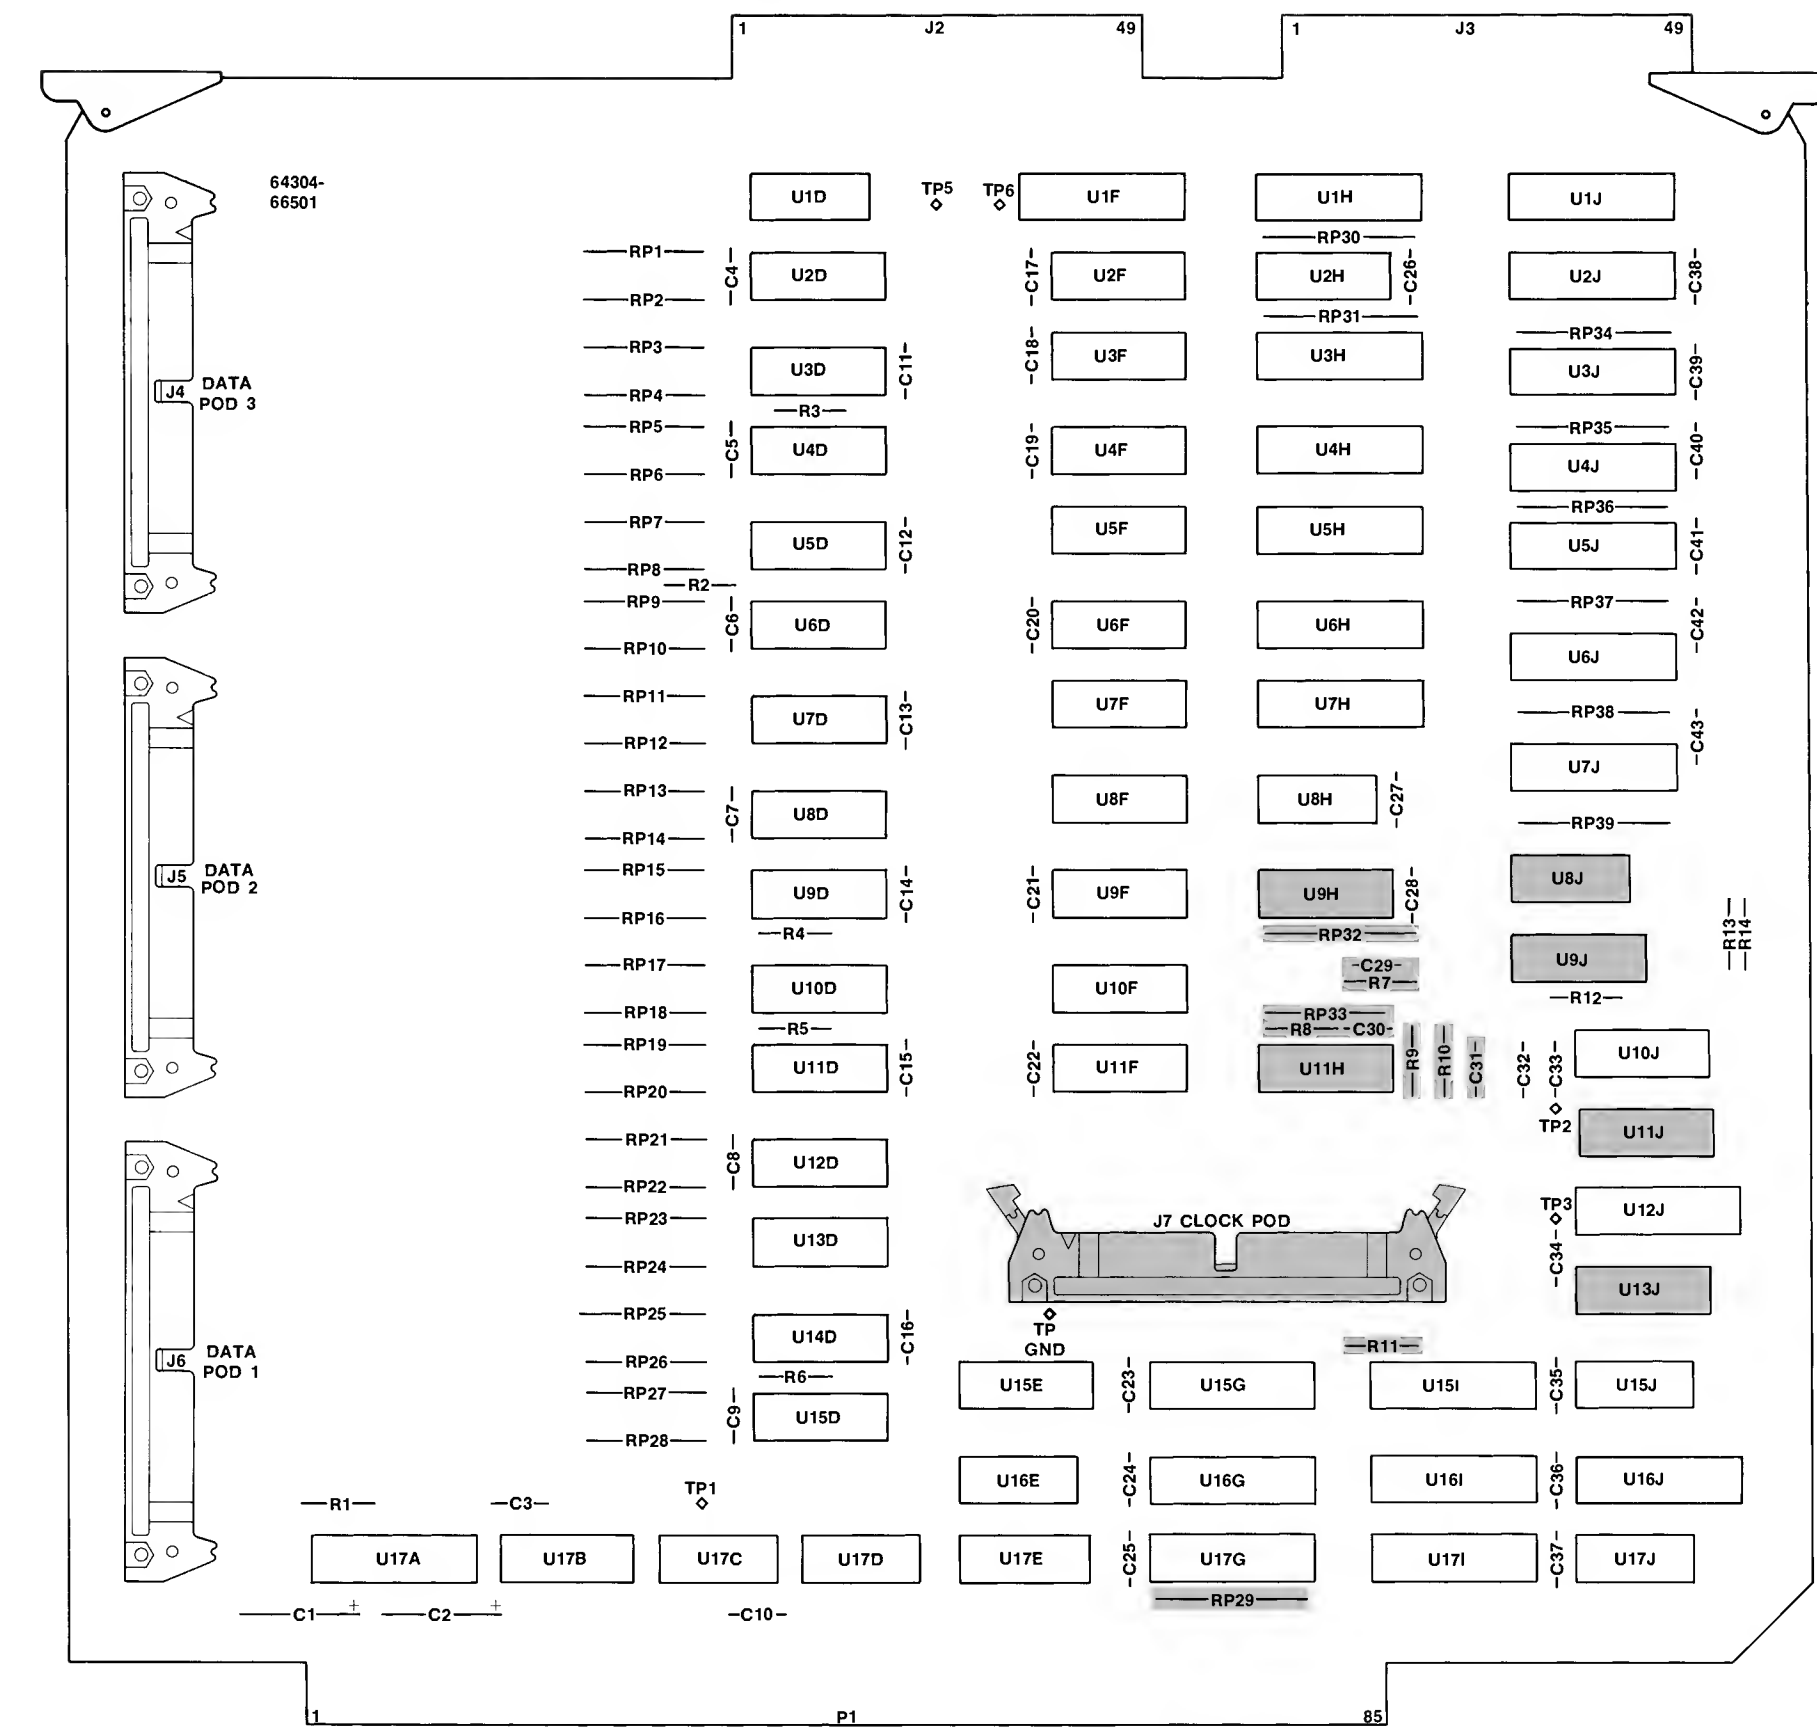 1 J2 49
1 J3 49
64304-
66501
TP5
TP6
U1D
U1F
U1H
U1J
RP1
RP30
C4
U2D
C17
U2F
U2H
C26
U2J
C38
RP2
RP31
RP3
RP34
U3D
C11
C18
U3F
U3H
U3J
C39
J4
DATA
POD 3
RP4
R3
RP5
RP35
C5
U4D
C19
U4F
U4H
U4J
C40
RP6
RP7
RP36
U5D
C12
U5F
U5H
U5J
C41
RP8
R2
RP9
RP37
C6
U6D
C20
U6F
U6H
U6J
C42
RP10
RP11
U7D
C13
U7F
U7H
RP38
C43
RP12
U7J
RP13
C7
U8D
U8F
U8H
C27
RP39
RP14
J5
DATA
POD 2
RP15
U9D
C14
C21
U9F
U9H
C28
U8J
RP16
R4
RP32
R13
R14
RP17
C29
R7
U9J
U10D
U10F
R12
RP18
RP33
R5
R8
C30
RP19
U11D
C15
C22
U11F
U11H
R9
R10
C31
C32
C33
U10J
RP20
TP2
U11J
RP21
C8
U12D
RP22
RP23
J7 CLOCK POD
TP3
U12J
U13D
C34
RP24
U13J
RP25
U14D
C16
TP
GND
R11
J6
DATA
POD 1
RP26
R6
U15E
C23
U15G
U15I
C35
U15J
RP27
C9
U15D
RP28
U16E
C24
U16G
U16I
C36
U16J
R1
C3
TP1
U17A
U17B
U17C
U17D
U17E
C25
U17G
U17I
C37
U17J
RP29
C1 +
C2 +
C10
1 P1 85